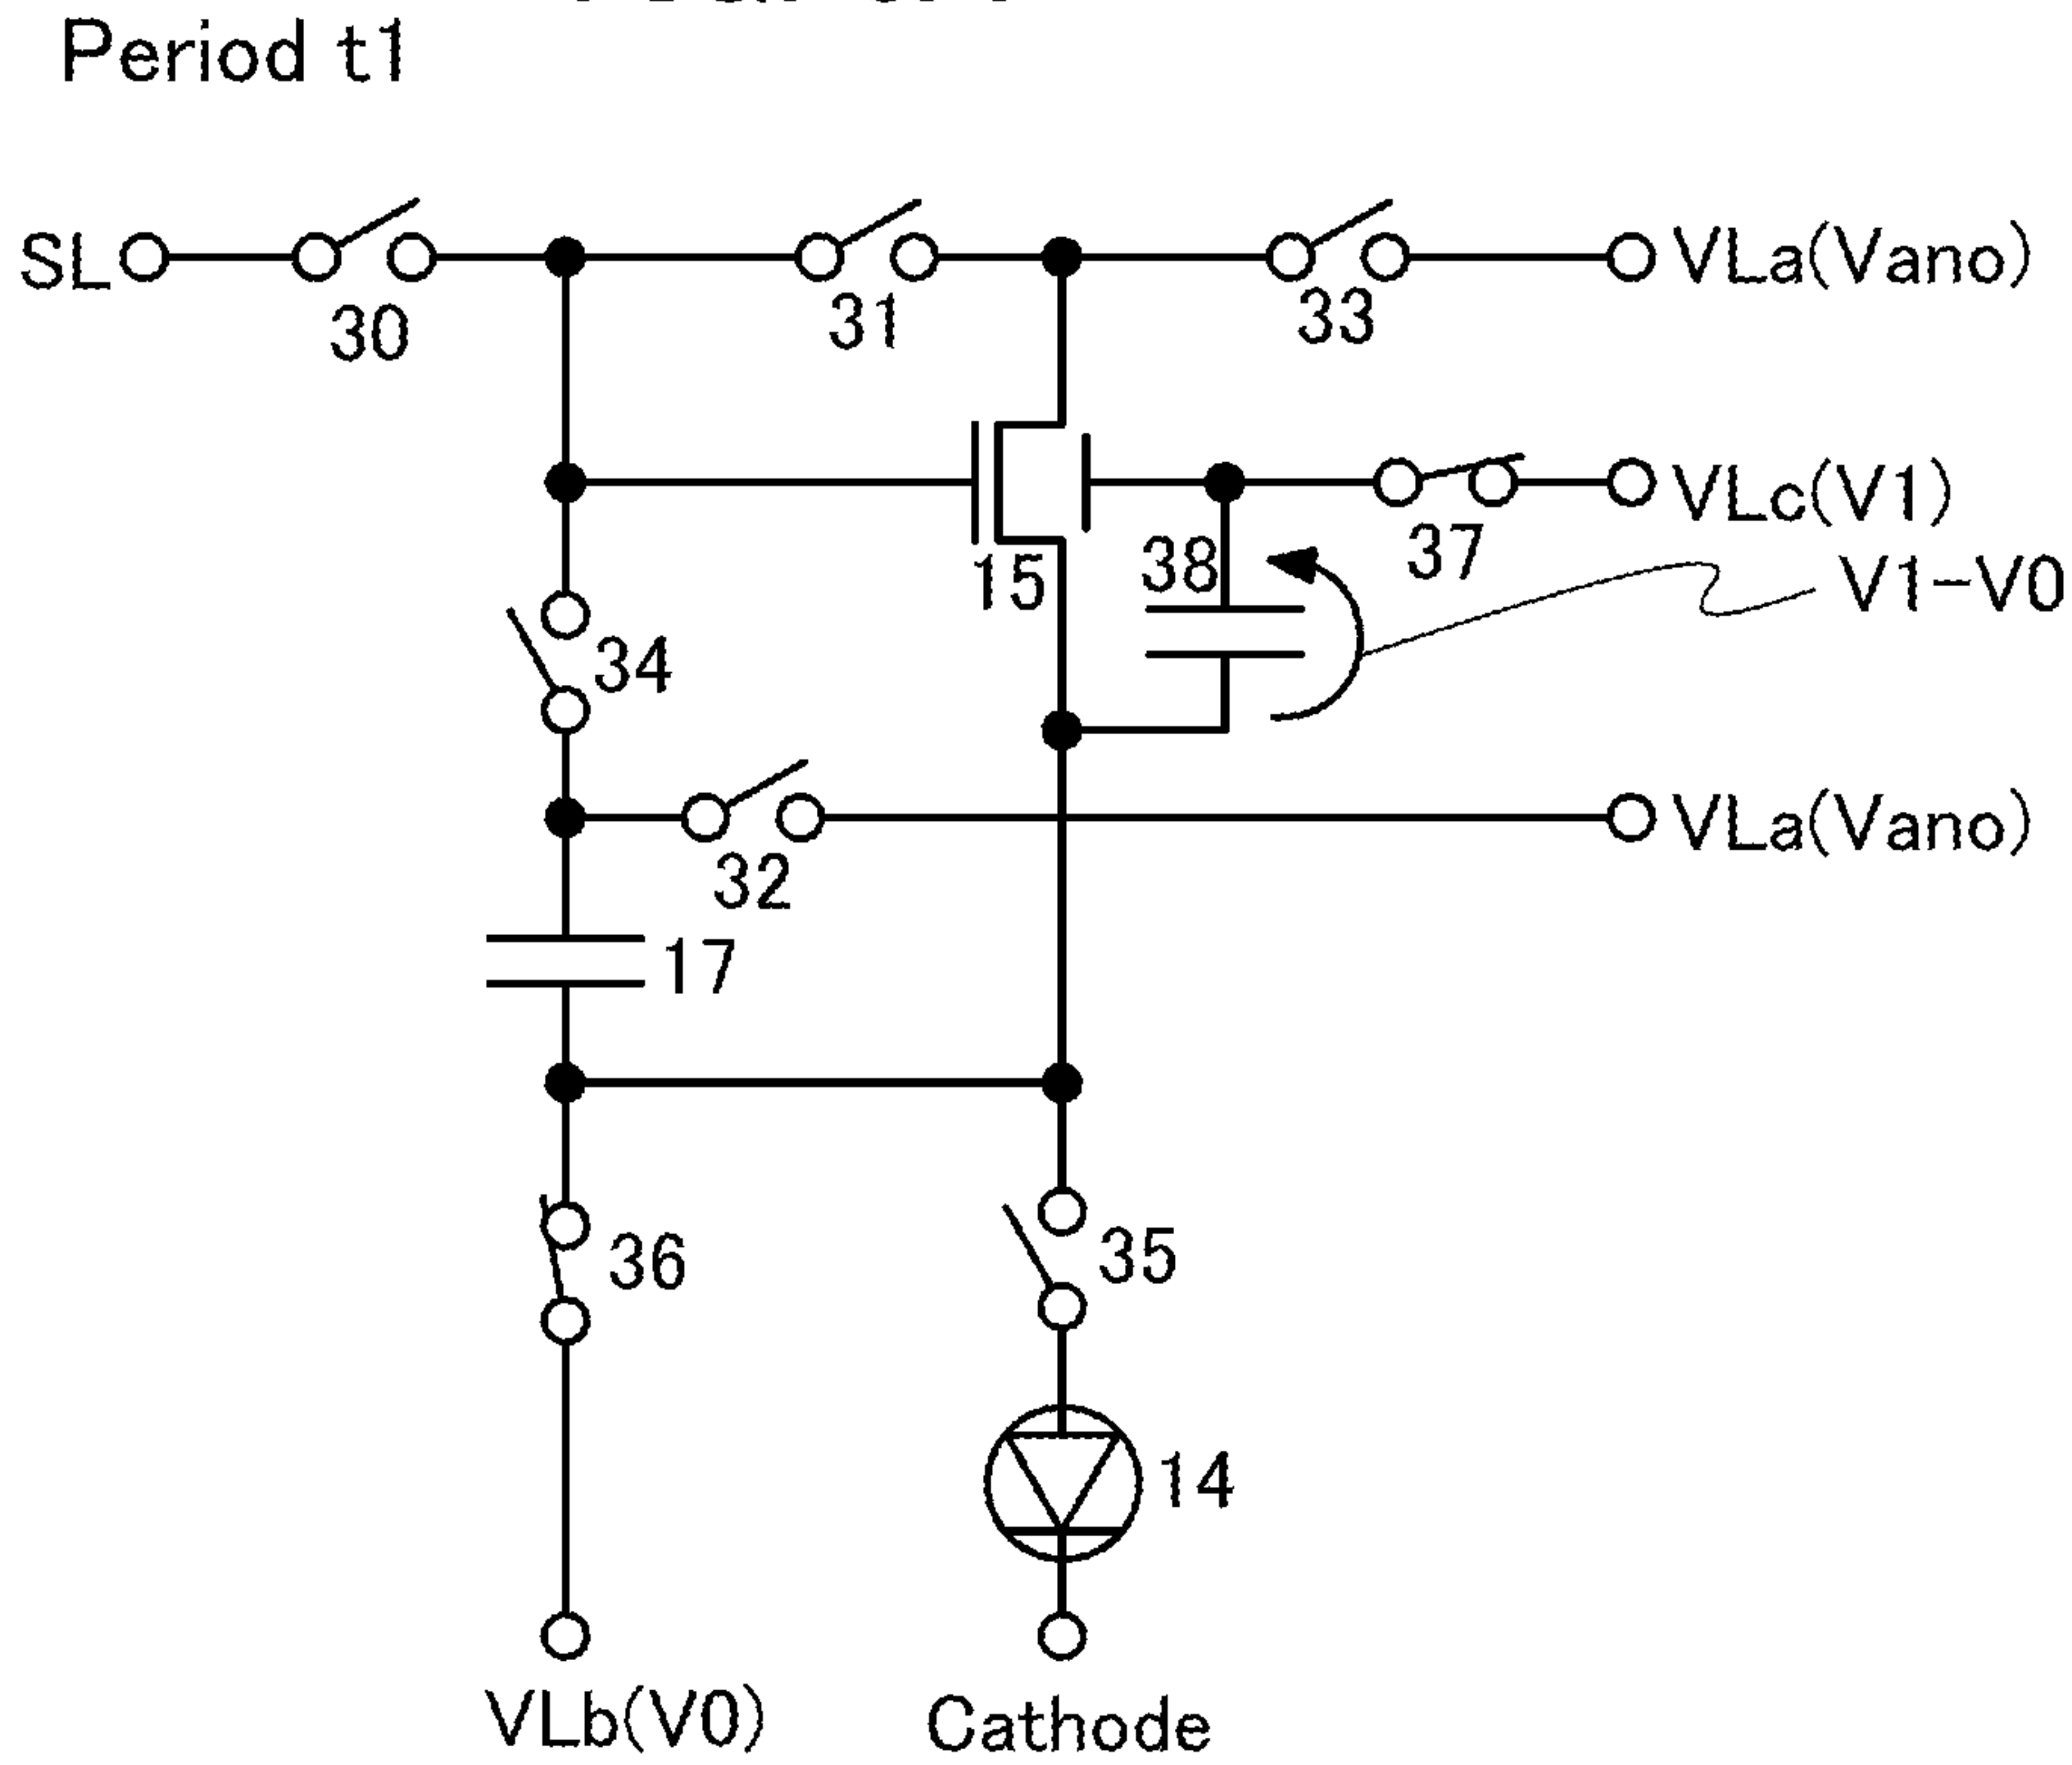 Period t1
SL
30
31
33
VLa(Vano)
15
38
37
VLc(V1)
V1-V0
34
32
VLa(Vano)
17
36
35
14
VLb(V0)
Cathode